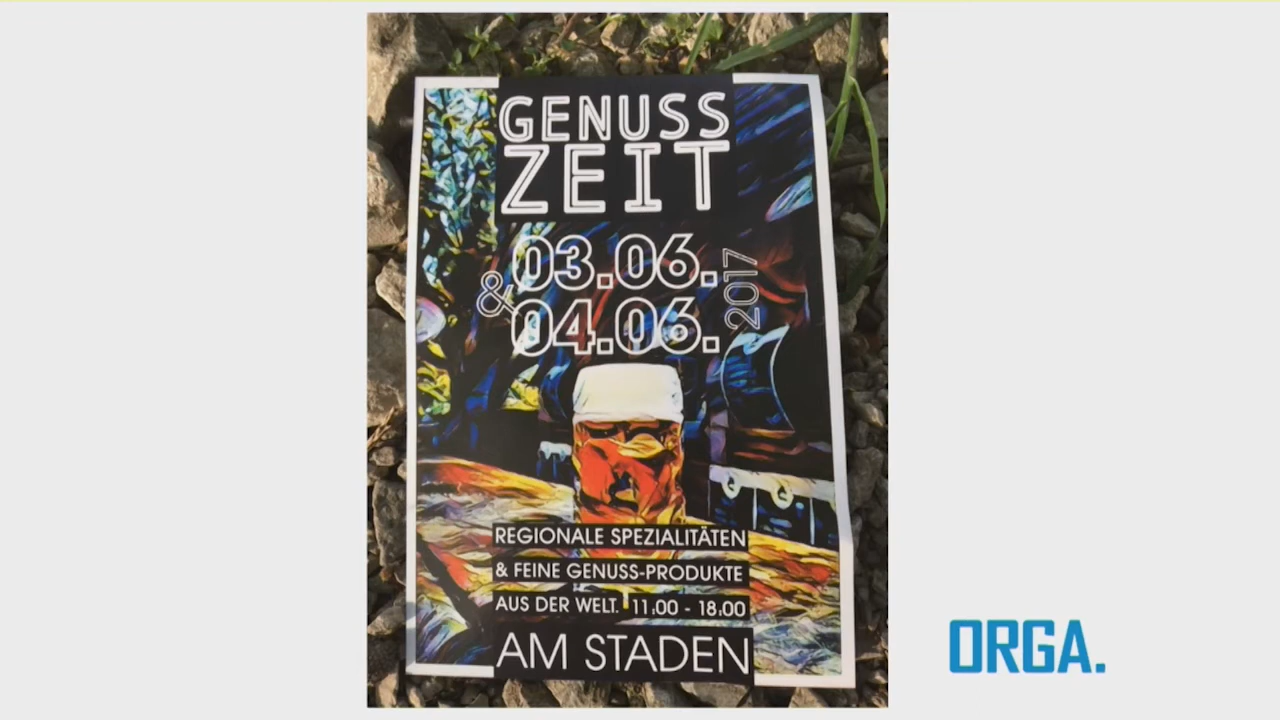 GENUSS
ZEIT
03.06.
& 04.06.
2017
REGIONALE SPEZIALITÄTEN
& FEINE GENUSS-PRODUKTE
AUS DER WELT. 11.00 - 18.00
AM STADEN
ORGA.